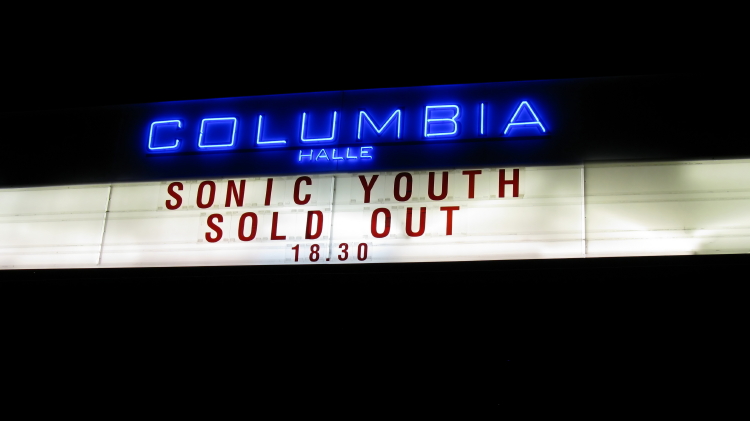 COLUMBIA
HALLE
SONIC YOUTH
SOLD OUT
18.30